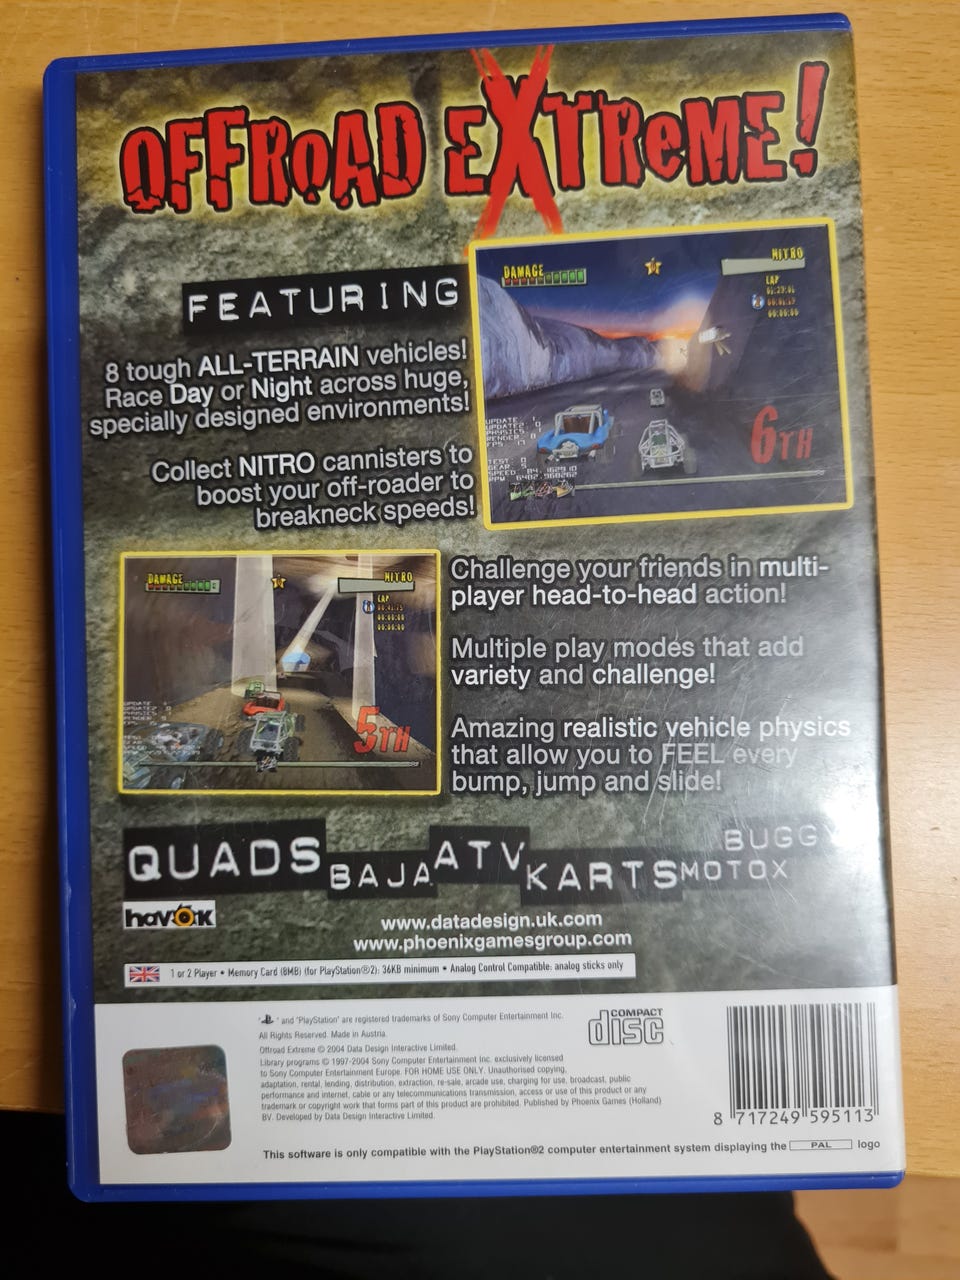 OFFROAD EXTREME!
FEATURING
8 tough ALL-TERRAIN vehicles!
Race Day or Night across huge,
specially designed environments!
Collect NITRO cannisters to
boost your off-roader to
breakneck speeds!
DAMAGE
NITRO
LAP
6TH
DAMAGE
NITRO
LAP
5TH
Challenge your friends in multi-
player head-to-head action!
Multiple play modes that add
variety and challenge!
Amazing realistic vehicle physics
that allow you to FEEL every
bump, jump and slide!
QUADS BAJA ATV KARTS MOTOX BUGGY
havok
www.datadesign.uk.com
www.phoenixgamesgroup.com
1 or 2 Player • Memory Card (8MB) (for PlayStation®2): 36KB minimum • Analog Control Compatible: analog sticks only
" " and "PlayStation" are registered trademarks of Sony Computer Entertainment Inc.
All Rights Reserved. Made in Austria.
Offroad Extreme © 2004 Data Design Interactive Limited.
Library programs © 1997-2004 Sony Computer Entertainment Inc. exclusively licensed
to Sony Computer Entertainment Europe. FOR HOME USE ONLY. Unauthorised copying,
adaptation, rental, lending, distribution, extraction, re-sale, arcade use, charging for use, broadcast, public
performance and internet, cable or any telecommunications transmission, access or use of this product or any
trademark or copyright work that forms part of this product are prohibited. Published by Phoenix Games (Holland)
BV. Developed by Data Design Interactive Limited.
COMPACT
disc
8 717249 595113
This software is only compatible with the PlayStation®2 computer entertainment system displaying the PAL logo